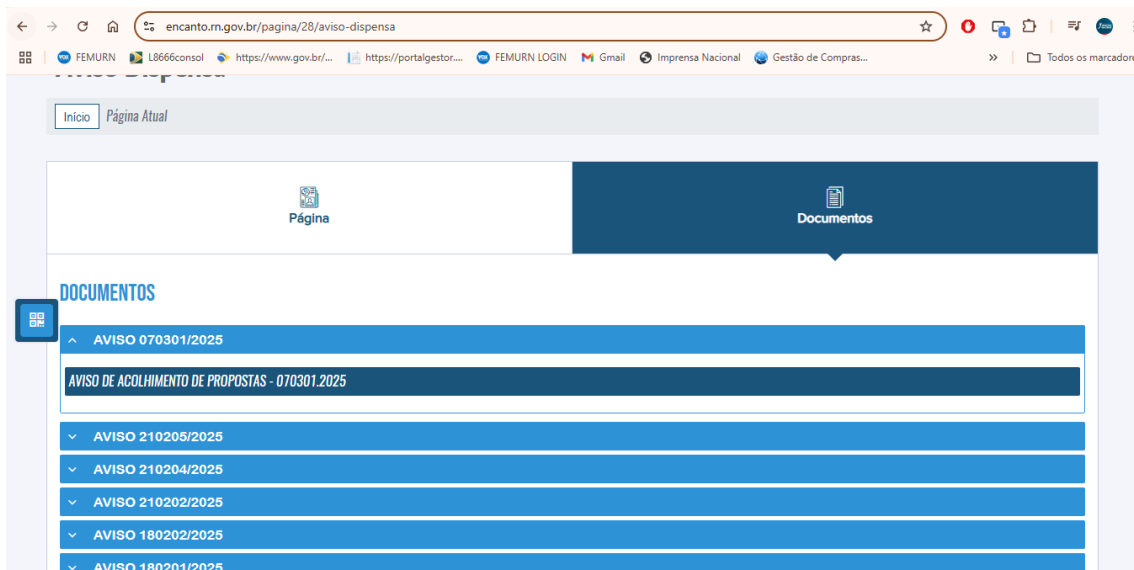 encanto.rn.gov.br/pagina/28/aviso-dispensa
FEMURN L8666consol https://www.gov.br/... https://portalgestor.... FEMURN LOGIN Gmail Imprensa Nacional Gestão de Compras... » Todos os marcadore
Aviso Dispensa
Início Página Atual
Página
Documentos
DOCUMENTOS
AVISO 070301/2025
AVISO DE ACOLHIMENTO DE PROPOSTAS - 070301.2025
AVISO 210205/2025
AVISO 210204/2025
AVISO 210202/2025
AVISO 180202/2025
AVISO 180201/2025